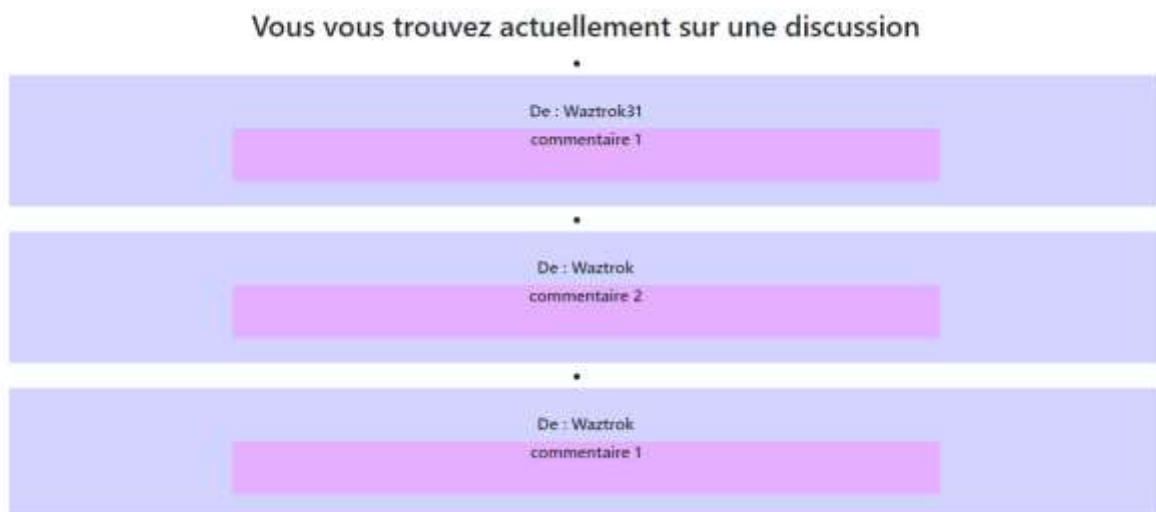 Vous vous trouvez actuellement sur une discussion
De : Waztrok31
commentaire 1
De : Waztrok
commentaire 2
De : Waztrok
commentaire 1